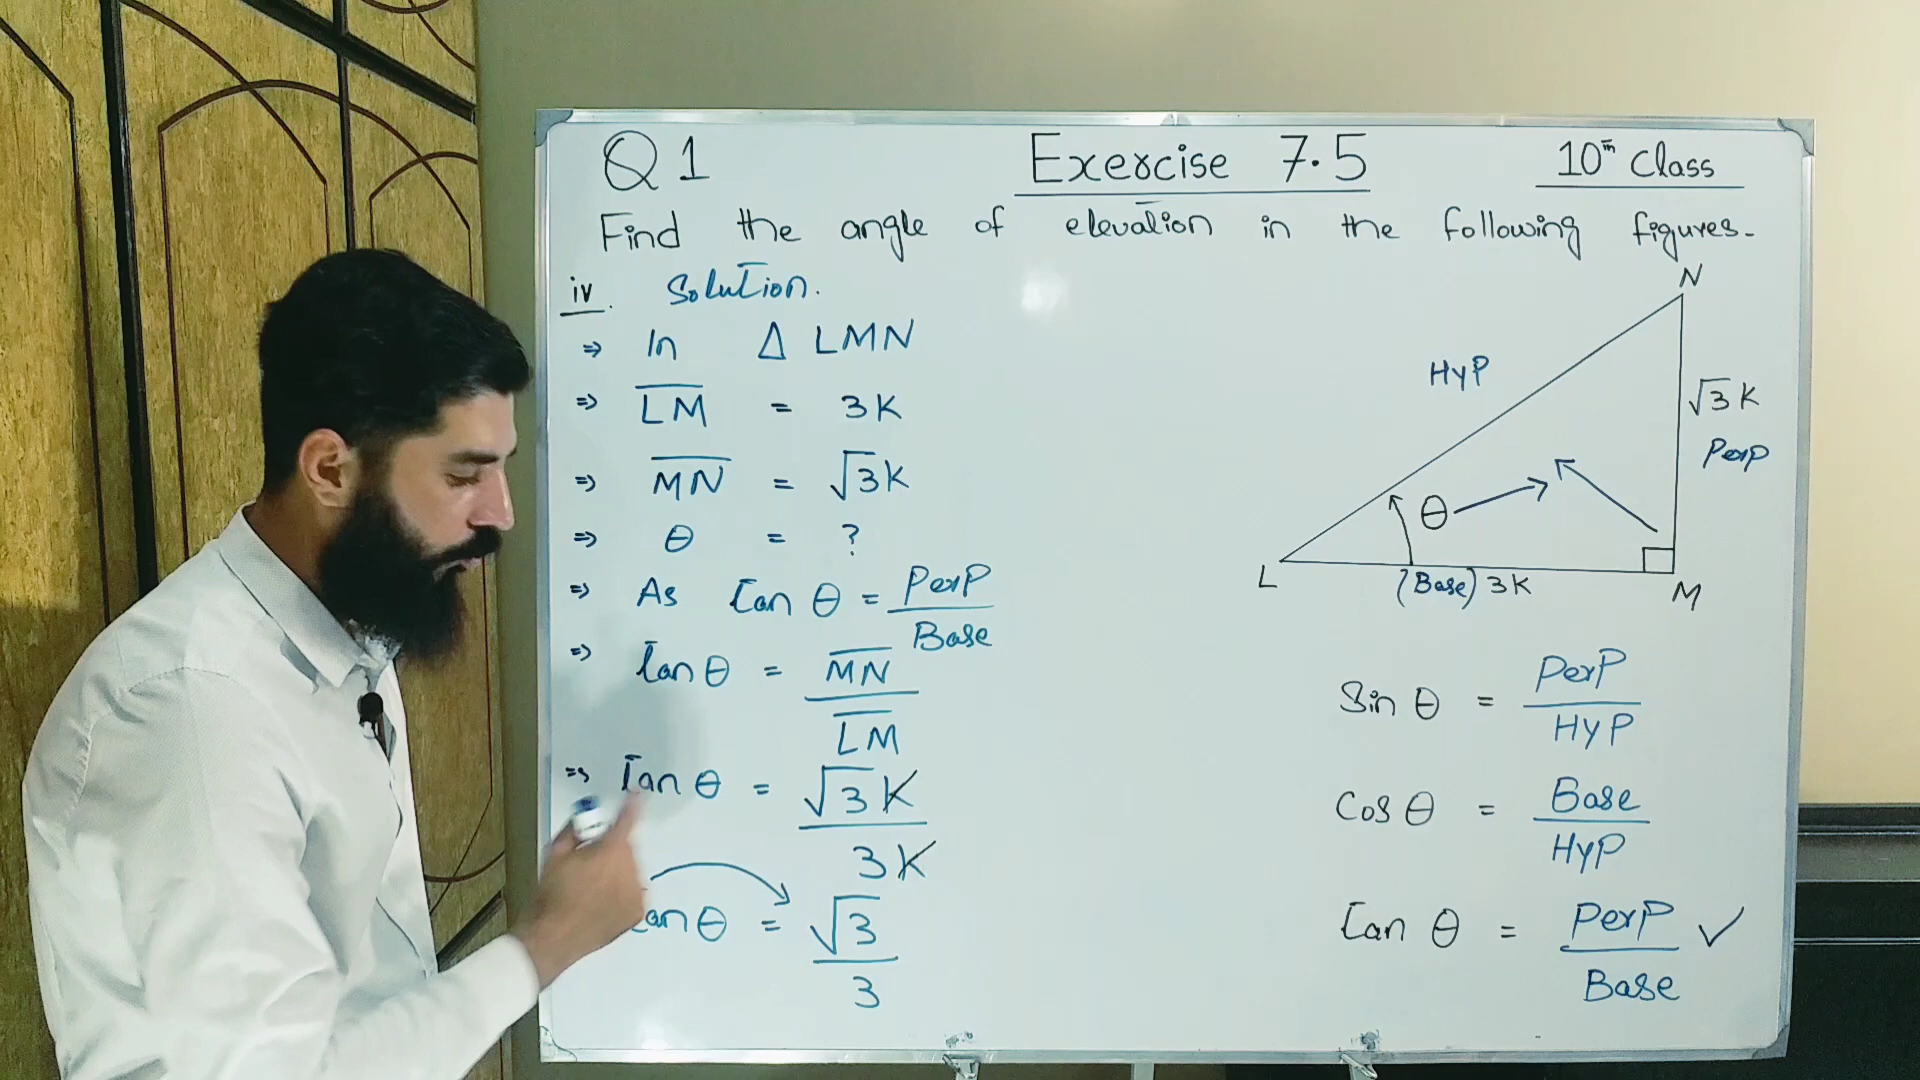 Q 1 Exercise 7.5 10th Class
Find the angle of elevation in the following figures.
iv. Solution.
⇒ In Δ LMN
⇒ LM = 3K
⇒ MN = √3K
⇒ θ = ?
⇒ As Tan θ = PerP / Base
⇒ Tan θ = MN / LM
⇒ Tan θ = √3K / 3K
Tan θ = √3 / 3
N
HyP
√3K
PerP
θ
L
(Base) 3K
M
Sin θ = PerP / HyP
Cos θ = Base / HyP
Tan θ = PerP / Base ✓